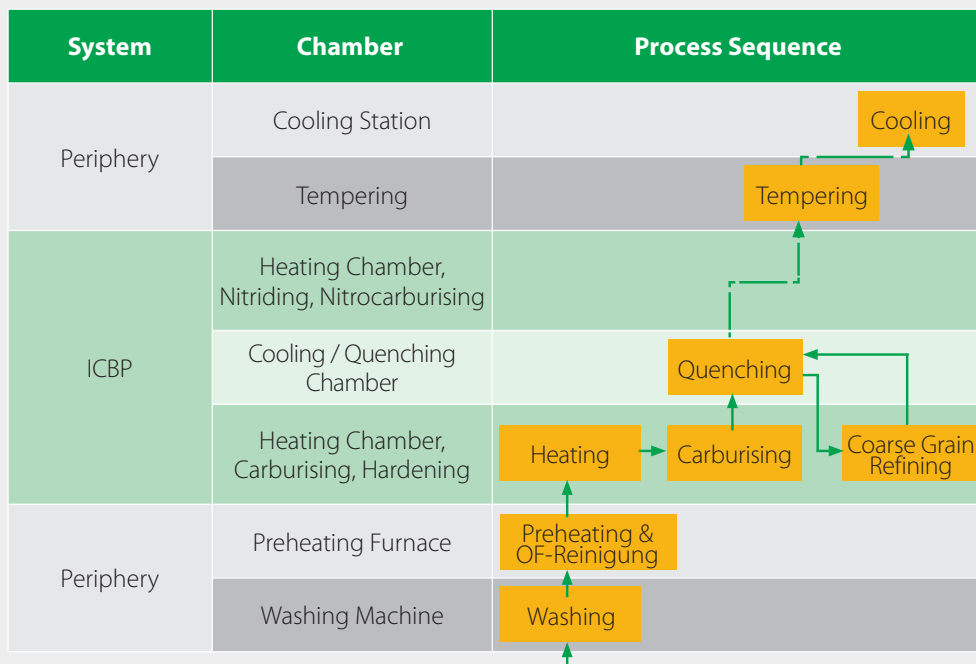 System
Chamber
Process Sequence
Periphery
Cooling Station
Cooling
Tempering
Tempering
ICBP
Heating Chamber,
Nitriding, Nitrocarburising
Cooling / Quenching
Chamber
Quenching
Heating Chamber,
Carburising, Hardening
Heating
Carburising
Coarse Grain
Refining
Periphery
Preheating Furnace
Preheating &
OF-Reinigung
Washing Machine
Washing